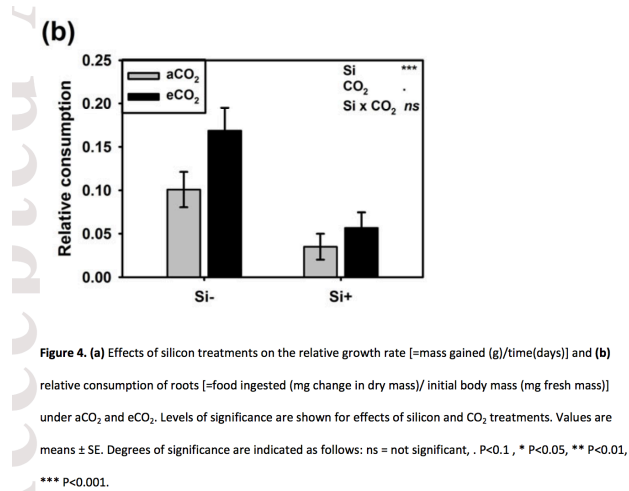 (b)
0.25
0.20
0.15
0.10
0.05
0.00
Relative consumption
aCO₂
eCO₂
Si ***
CO₂ .
Si x CO₂ ns
Si- Si+
Figure 4. (a) Effects of silicon treatments on the relative growth rate [=mass gained (g)/time(days)] and (b)
relative consumption of roots [=food ingested (mg change in dry mass)/ initial body mass (mg fresh mass)]
under aCO₂ and eCO₂. Levels of significance are shown for effects of silicon and CO₂ treatments. Values are
means ± SE. Degrees of significance are indicated as follows: ns = not significant, . P<0.1 , * P<0.05, ** P<0.01,
*** P<0.001.